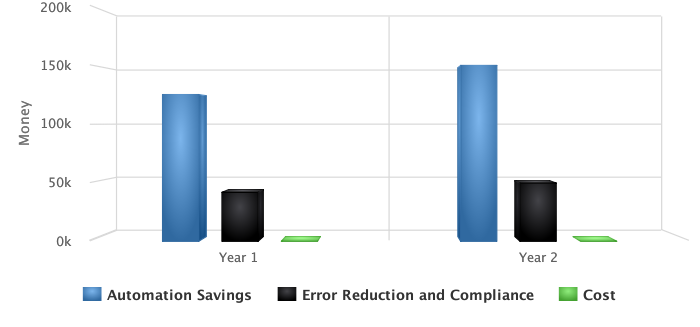 200k
150k
100k
50k
0k
Money
Year 1
Year 2
Automation Savings
Error Reduction and Compliance
Cost